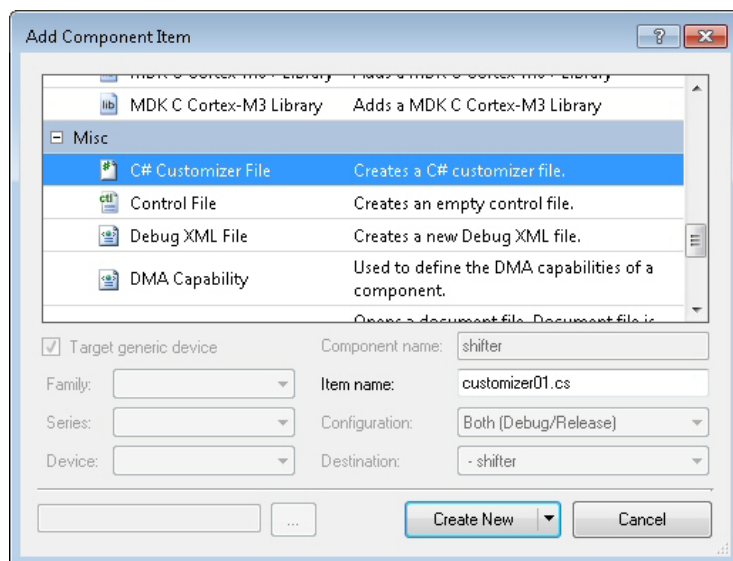 Add Component Item
lib MDK C Cortex-M3 Library Adds a MDK C Cortex-M3 Library
Misc
C# Customizer File Creates a C# customizer file.
ctl Control File Creates an empty control file.
Debug XML File Creates a new Debug XML file.
DMA Capability Used to define the DMA capabilities of a
component.
Target generic device Component name: shifter
Family: Item name: customizer01.cs
Series: Configuration: Both (Debug/Release)
Device: Destination: - shifter
... Create New Cancel